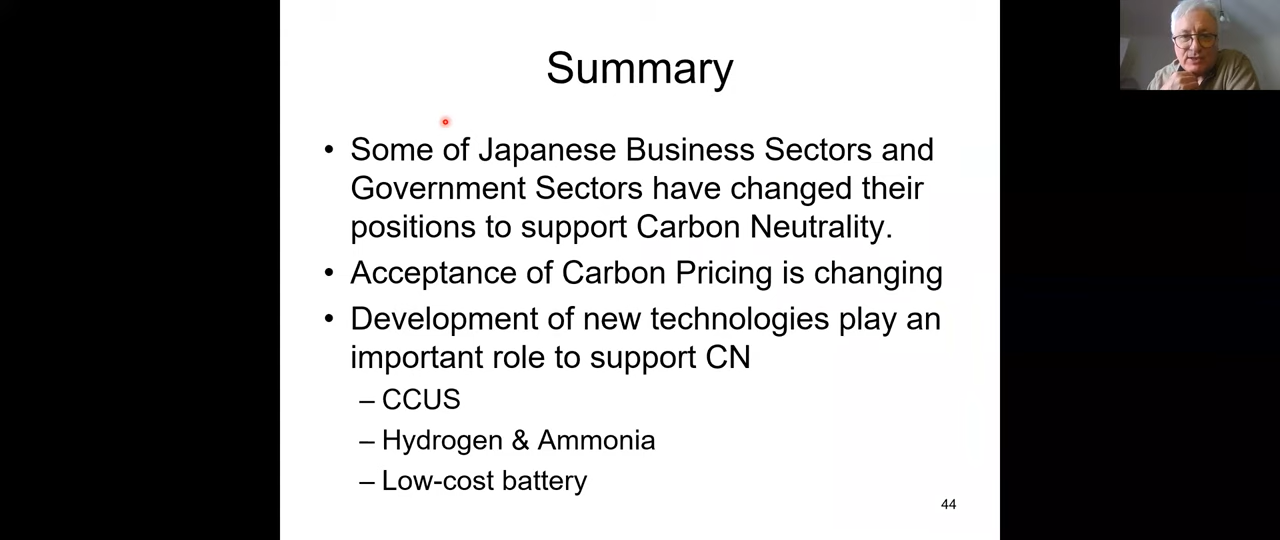 Summary
• Some of Japanese Business Sectors and
Government Sectors have changed their
positions to support Carbon Neutrality.
• Acceptance of Carbon Pricing is changing
• Development of new technologies play an
important role to support CN
– CCUS
– Hydrogen & Ammonia
– Low-cost battery
44